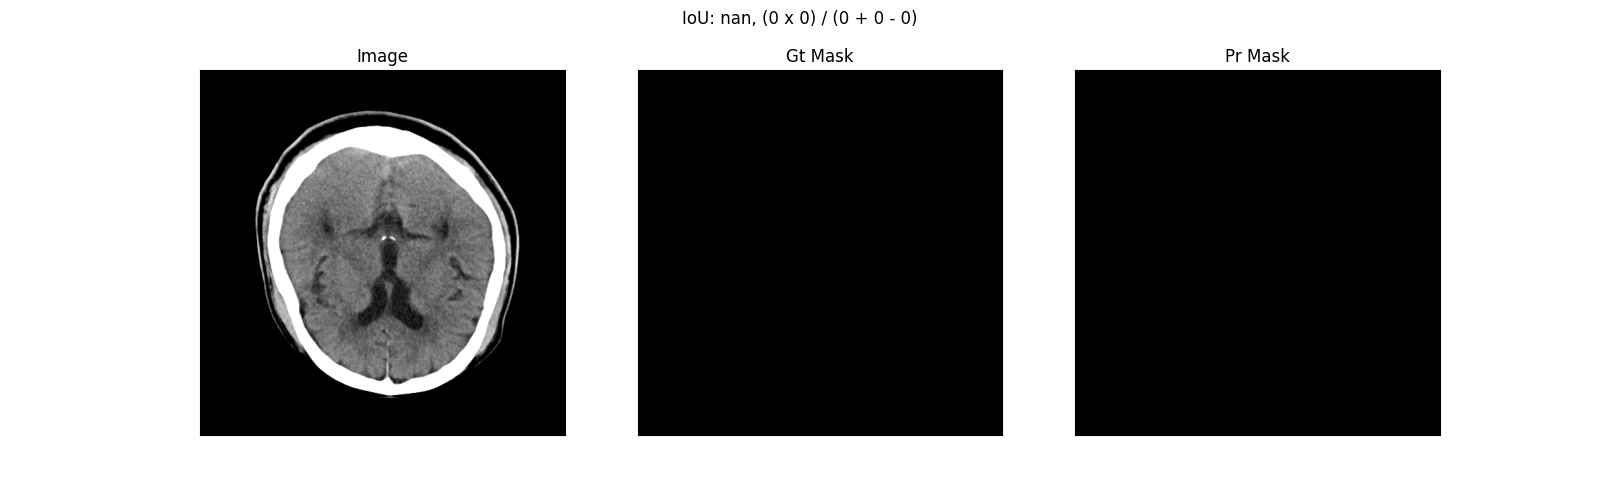 IoU: nan, (0 x 0) / (0 + 0 - 0)
Image
Gt Mask
Pr Mask